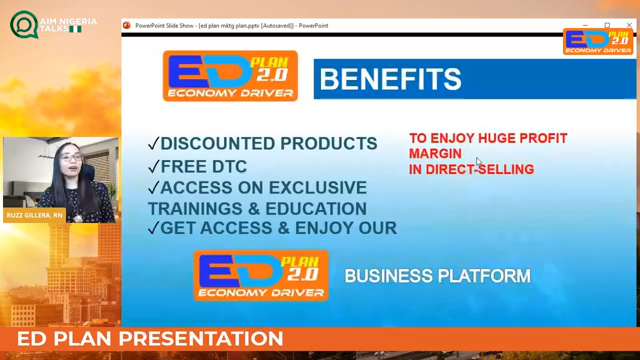 AIM NIGERIA
TALKS
PowerPoint Slide Show - [ed plan mktg plan.pptx [Autosaved] - PowerPoint
ED PLAN 2.0
ECONOMY DRIVER
ED PLAN 2.0
ECONOMY DRIVER
BENEFITS
✓DISCOUNTED PRODUCTS
✓FREE DTC
✓ACCESS ON EXCLUSIVE
TRAININGS & EDUCATION
✓GET ACCESS & ENJOY OUR
TO ENJOY HUGE PROFIT
MARGIN
IN DIRECT-SELLING
RUZZ GILLERA, RN
ED PLAN 2.0
ECONOMY DRIVER
BUSINESS PLATFORM
ED PLAN PRESENTATION